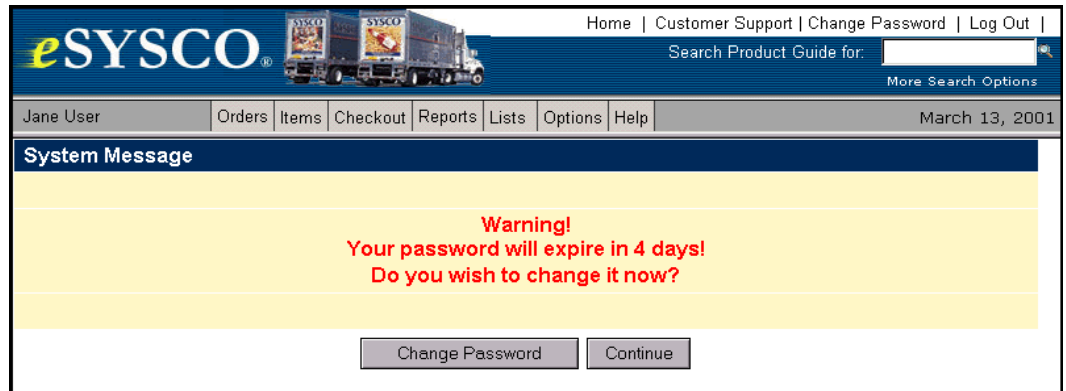 Home | Customer Support | Change Password | Log Out |
eSYSCO®
SYSCO SYSCO
Search Product Guide for:
More Search Options
Jane User Orders Items Checkout Reports Lists Options Help March 13, 2001
System Message
Warning!
Your password will expire in 4 days!
Do you wish to change it now?
Change Password Continue